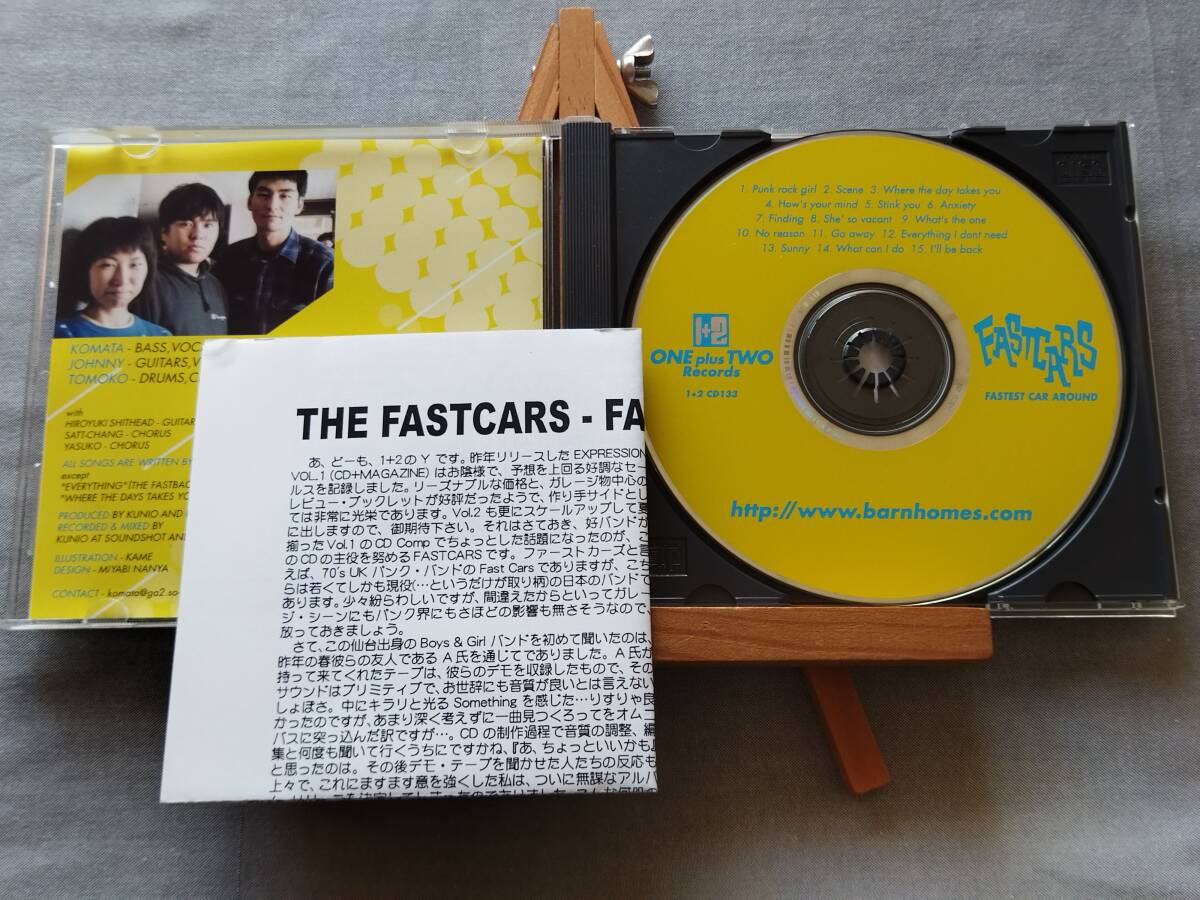 KOMATA - BASS,VOC
JOHNNY - GUITARS,V
TOMOKO - DRUMS,C
with
HIROYUKI SHITHEAD - GUITAR
SATT-CHANG - CHORUS
YASUKO - CHORUS
ALL SONGS ARE WRITTEN BY
except
"EVERYTHING"(THE FASTBAC
"WHERE THE DAYS TAKES YO
PRODUCED BY KUNIO AND
RECORDED & MIXED BY
KUNIO AT SOUNDSHOT AND
ILLUSTRATION - KAME
DESIGN - MIYABI NANYA
CONTACT - komata@ga2.so-
THE FASTCARS - FA
あ、どーも、1+2のYです。昨年リリースしたEXPRESSION
VOL.1 (CD+MAGAZINE) はお陰様で、予想を上回る好調なセー
ルスを記録しました。リーズナブルな価格と、ガレージ物中心の
レビュー・ブックレットが好評だったようで、作り手サイドとし
ては非常に光栄であります。Vol.2 も更にスケールアップして夏
に出しますので、御期待下さい。それはさておき、好バンドが
揃ったVol.1 の CD Comp でちょっとした話題になったのが、こ
の CD の主役を努める FASTCARS です。ファーストカーズと言
えば、70's UK パンク・バンドの Fast Cars でありますが、こち
らは若くてしかも現役(…というだけが取り柄)の日本のバンドで
あります。少々紛らわしいですが、間違えたからといってガレー
ジ・シーンにもパンク界にもさほどの影響も無さそうなので、
放っておきましょう。
さて、この仙台出身の Boys & Girl バンドを初めて聞いたのは、
昨年の春彼らの友人である A氏を通じてでありました。A氏が
持って来てくれたテープは、彼らのデモを収録したもので、その
サウンドはプリミティブで、お世辞にも音質が良いとは言えない
しょぼさ。中にキラリと光る Something を感じた…りすりゃ良
かったのですが、あまり深く考えずに一曲見つくろってをオムニ
バスに突っ込んだ訳ですが…。CD の制作過程で音質の調整、編
集と何度も聞いて行くうちにですかね、『あ、ちょっといいかも』
と思ったのは。その後デモ・テープを聞かせた人たちの反応も
上々で、これにますます意を強くした私は、ついに無謀なアルバ
1. Punk rock girl 2. Scene 3. Where the day takes you
4. How's your mind 5. Stink you 6. Anxiety
7. Finding 8. She' so vacant 9. What's the one
10. No reason 11. Go away 12. Everything I dont need
13. Sunny 14. What can I do 15. I'll be back
1+2
ONE plus TWO
Records
1+2 CD133
FASTCARS
FASTEST CAR AROUND
http://www.barnhomes.com